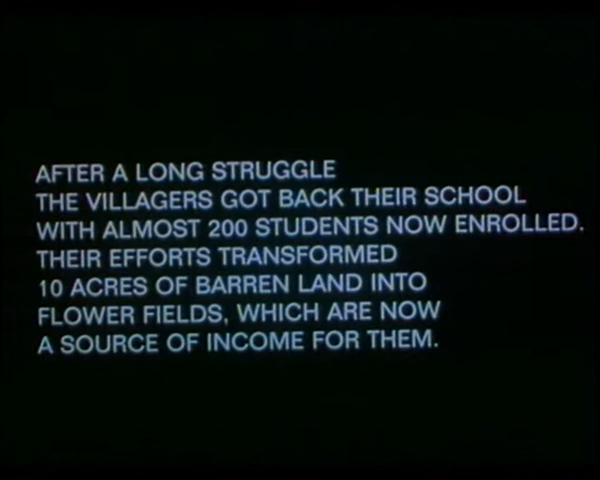 AFTER A LONG STRUGGLE
THE VILLAGERS GOT BACK THEIR SCHOOL
WITH ALMOST 200 STUDENTS NOW ENROLLED.
THEIR EFFORTS TRANSFORMED
10 ACRES OF BARREN LAND INTO
FLOWER FIELDS, WHICH ARE NOW
A SOURCE OF INCOME FOR THEM.